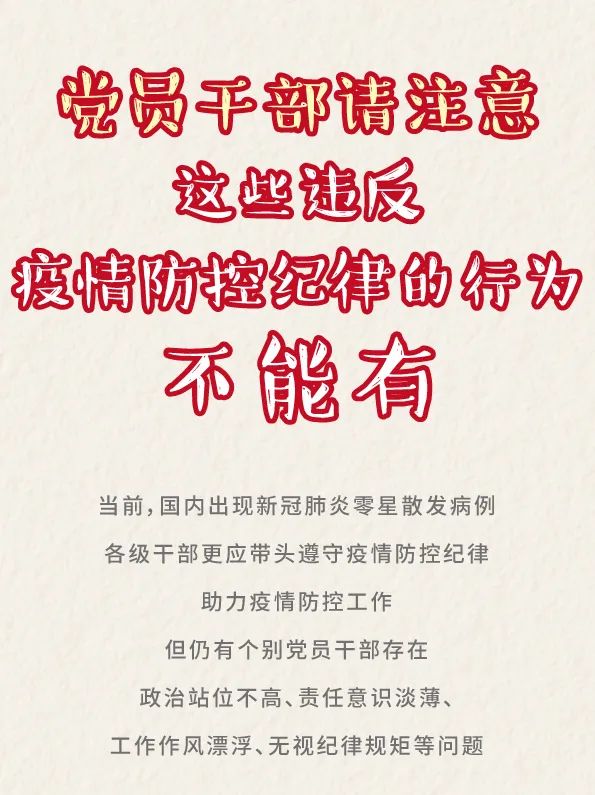 党员干部请注意
这些违反
疫情防控纪律的行为
不能有
当前,国内出现新冠肺炎零星散发病例
各级干部更应带头遵守疫情防控纪律
助力疫情防控工作
但仍有个别党员干部存在
政治站位不高、责任意识淡薄、
工作作风漂浮、无视纪律规矩等问题